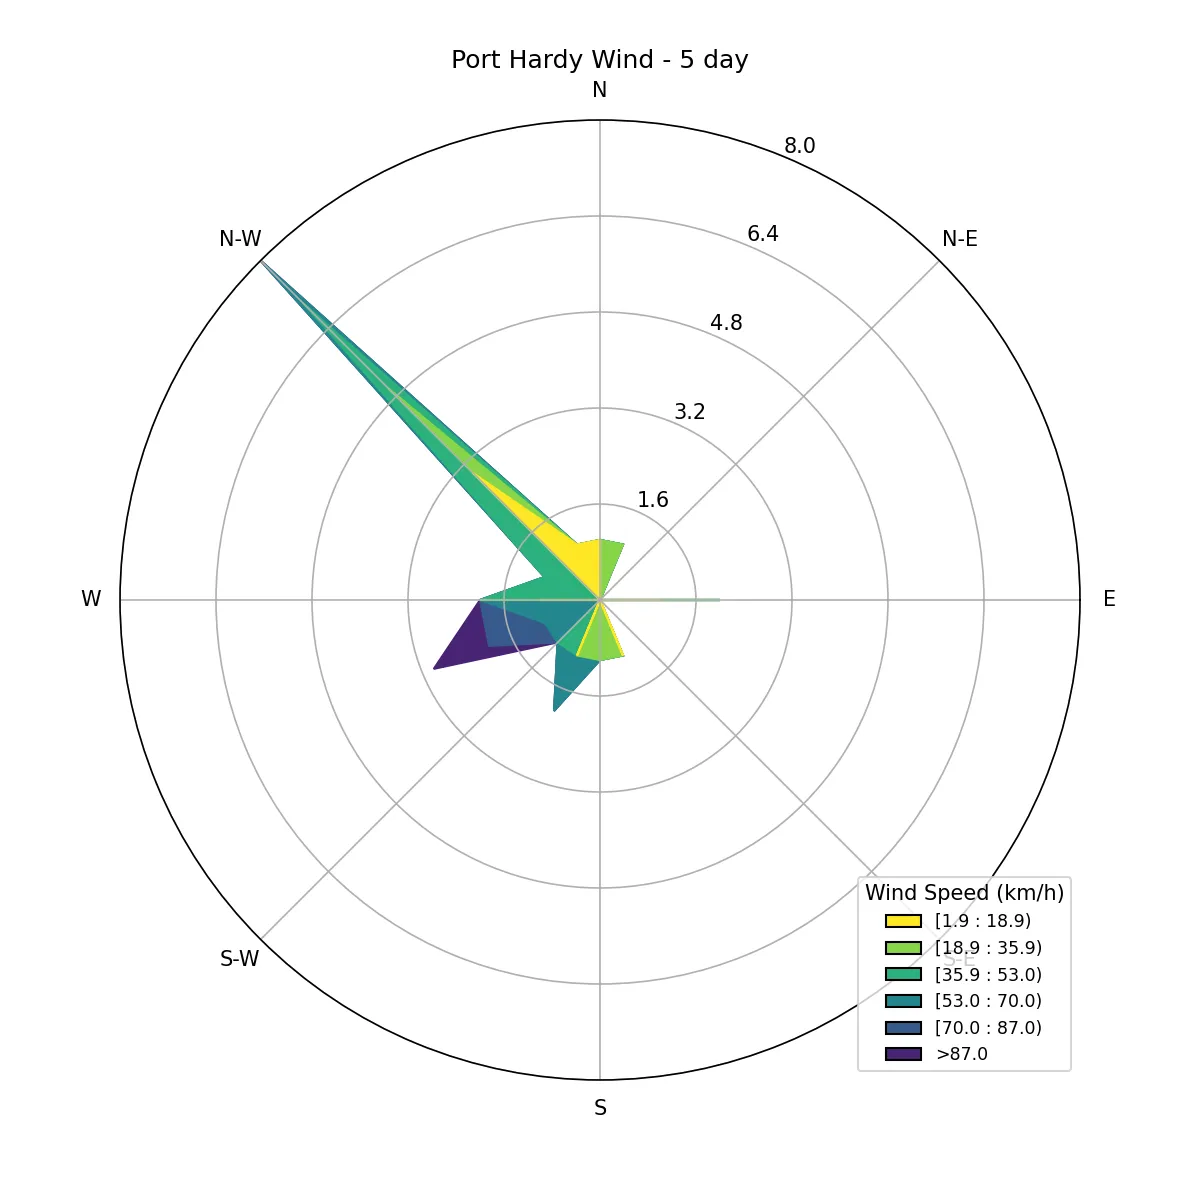 Port Hardy Wind - 5 day
N
8.0
N-W
N-E
6.4
4.8
3.2
1.6
W
E
Wind Speed (km/h)
[1.9 : 18.9)
[18.9 : 35.9)
S-W
S-E
[35.9 : 53.0)
[53.0 : 70.0)
[70.0 : 87.0)
>87.0
S